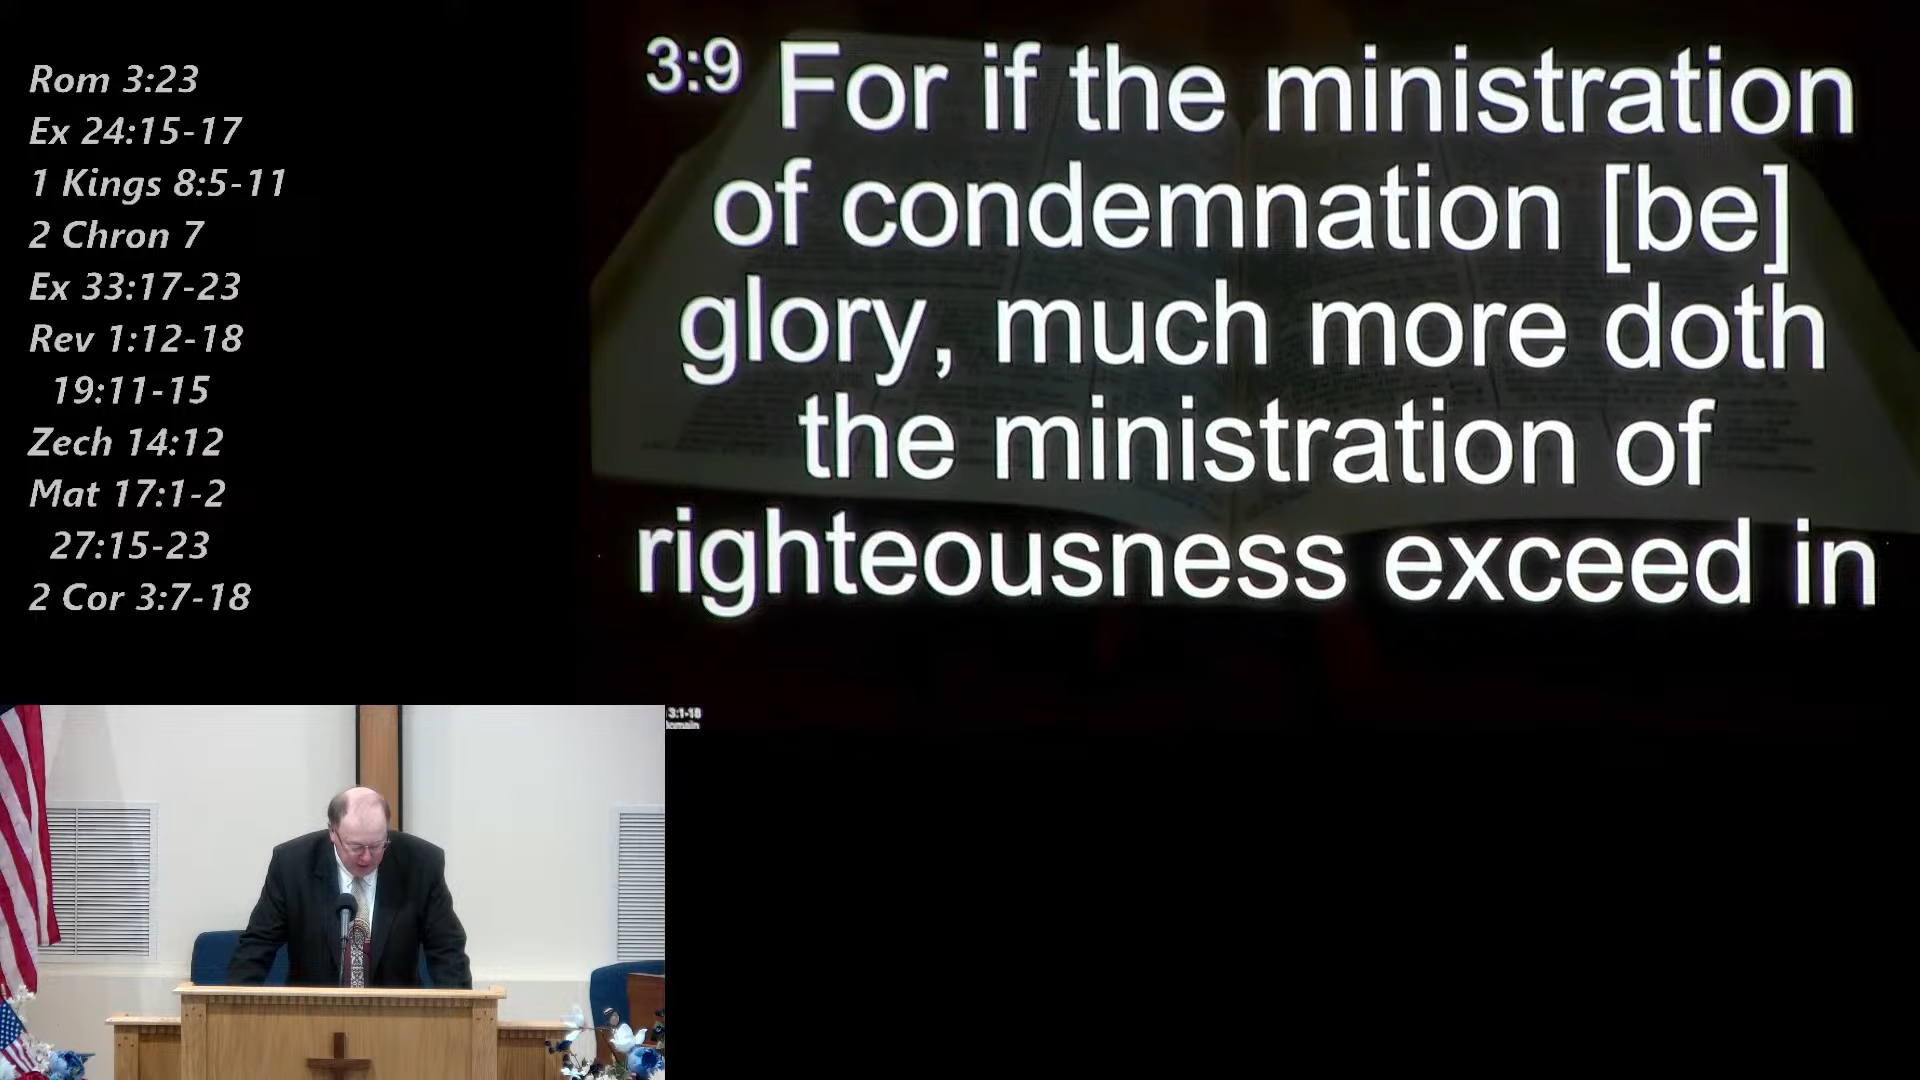 Rom 3:23
Ex 24:15-17
1 Kings 8:5-11
2 Chron 7
Ex 33:17-23
Rev 1:12-18
19:11-15
Zech 14:12
Mat 17:1-2
27:15-23
2 Cor 3:7-18
3:9 For if the ministration
of condemnation [be]
glory, much more doth
the ministration of
righteousness exceed in
3:1-18